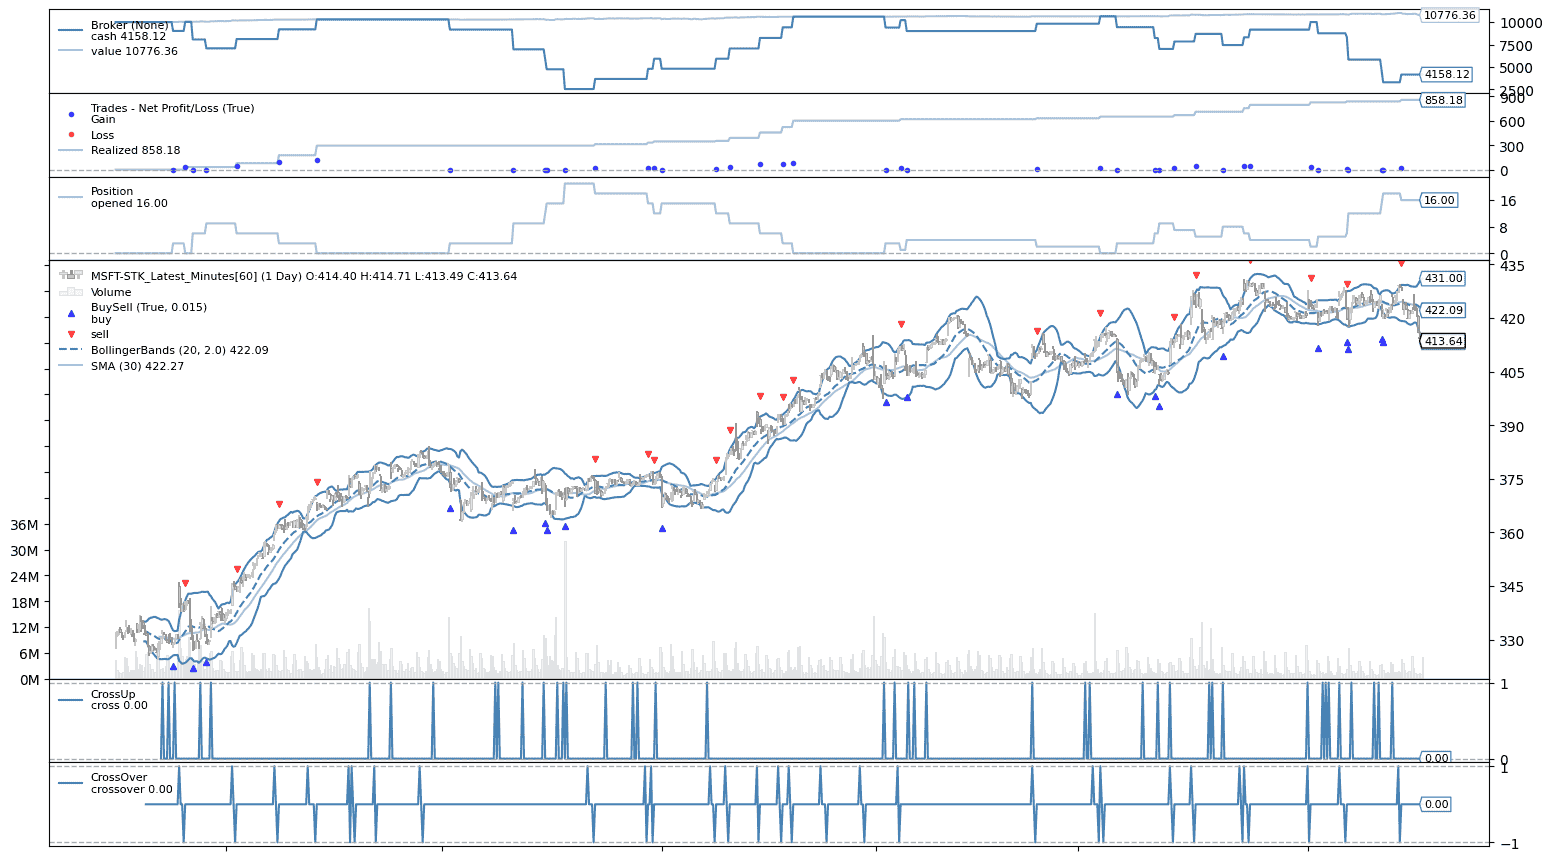 Broker (None)
cash 4158.12
value 10776.36
10776.36
10000
7500
5000
4158.12
2500
Trades - Net Profit/Loss (True)
Gain
Loss
Realized 858.18
900
858.18
600
300
0
Position
opened 16.00
16
16.00
8
0
MSFT-STK_Latest_Minutes[60] (1 Day) O:414.40 H:414.71 L:413.49 C:413.64
Volume
BuySell (True, 0.015)
buy
sell
BollingerBands (20, 2.0) 422.09
SMA (30) 422.27
435
431.00
422.09
420
413.64
405
390
375
360
345
330
36M
30M
24M
18M
12M
6M
0M
CrossUp
cross 0.00
1
0.00
0
CrossOver
crossover 0.00
1
0.00
−1